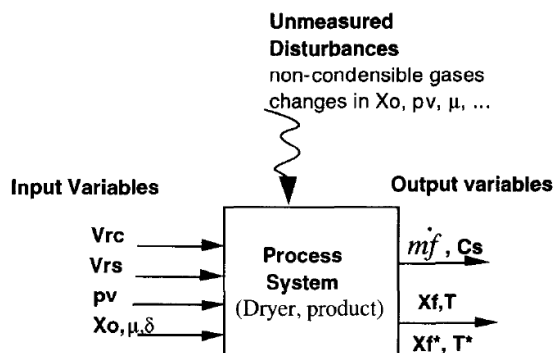 Unmeasured
Disturbances
non-condensible gases
changes in Xo, pv, μ, ...
Input Variables
Output variables
Vrc
Vrs
pv
Xo, μ, δ
Process
System
(Dryer, product)
ṁf , Cs
Xf,T
Xf*, T*